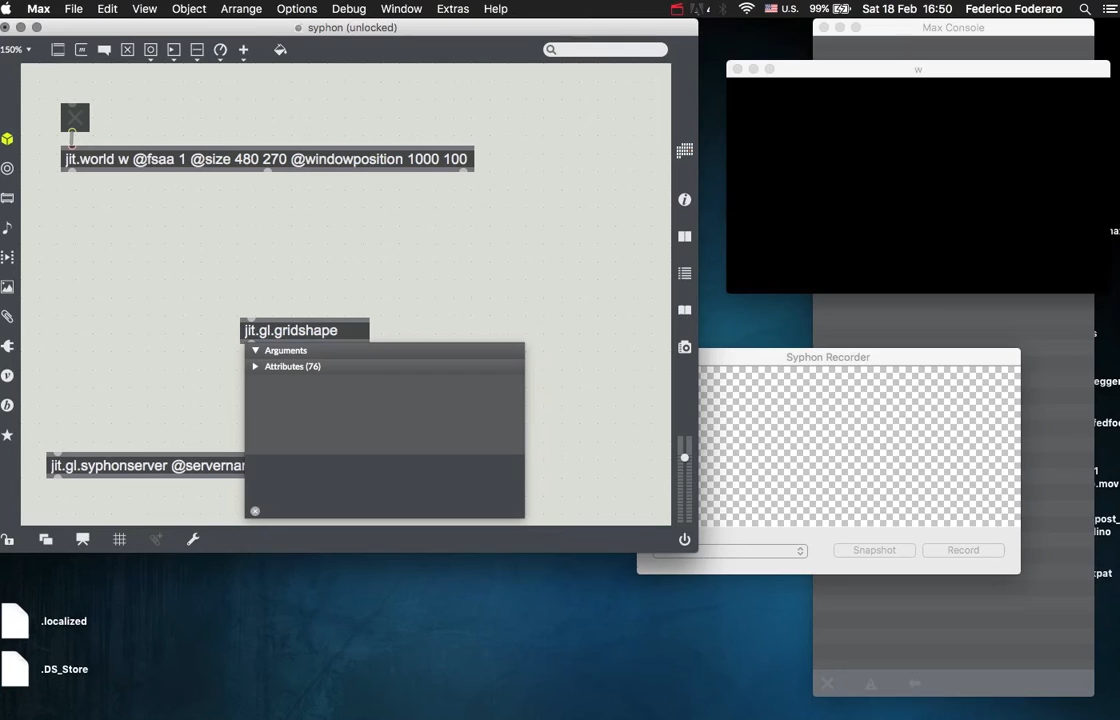 Max File Edit View Object Arrange Options Debug Window Extras Help
U.S. 99% Sat 18 Feb 16:50 Federico Foderaro
syphon (unlocked)
Max Console
150%
w
jit.world w @fsaa 1 @size 480 270 @windowposition 1000 100
jit.gl.gridshape
Arguments
Attributes (76)
jit.gl.syphonserver @servernar
Syphon Recorder
Snapshot
Record
.localized
.DS_Store